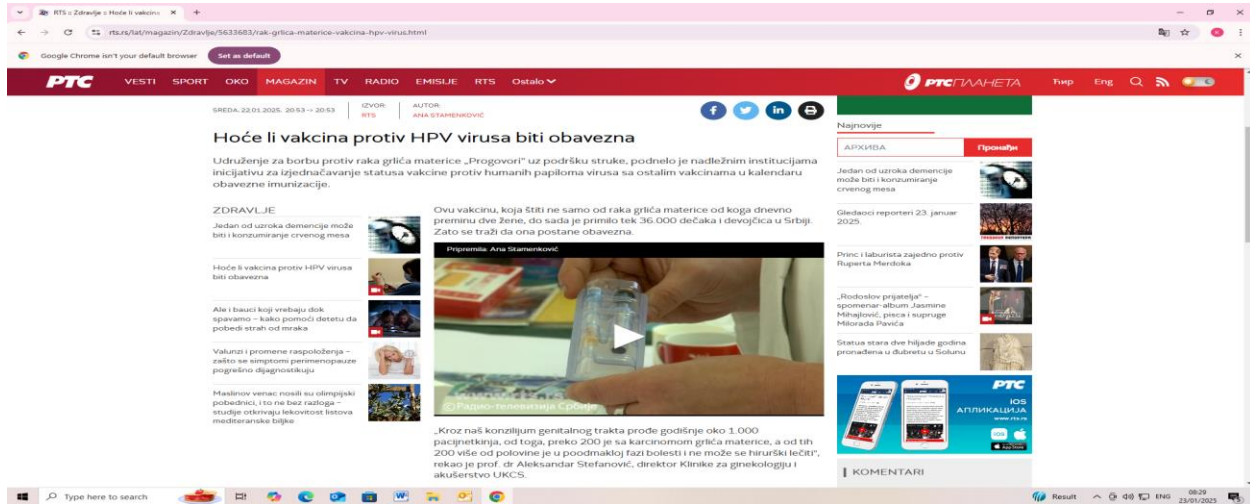 RTS :: Zdravlje :: Hoće li vakcina
rts.rs/lat/magazin/Zdravlje/5633683/rak-grlica-materice-vakcina-hpv-virus.html
Google Chrome isn't your default browser
Set as default
РТС
VESTI SPORT OKO MAGAZIN TV RADIO EMISIJE RTS Ostalo
РТСПЛАНЕТА
Ћир Eng
SREDA, 22.01.2025, 20:53 -> 20:53
IZVOR:
RTS
AUTOR:
ANA STAMENKOVIĆ
Hoće li vakcina protiv HPV virusa biti obavezna
Udruženje za borbu protiv raka grlića materice „Progovori" uz podršku struke, podnelo je nadležnim institucijama
inicijativu za izjednačavanje statusa vakcine protiv humanih papiloma virusa sa ostalim vakcinama u kalendaru
obavezne imunizacije.
ZDRAVLJE
Jedan od uzroka demencije može
biti i konzumiranje crvenog mesa
Hoće li vakcina protiv HPV virusa
biti obavezna
Ale i bauci koji vrebaju dok
spavamo – kako pomoći detetu da
pobedi strah od mraka
Valunzi i promene raspoloženja –
zašto se simptomi perimenopauze
pogrešno dijagnostikuju
Maslinov venac nosili su olimpijski
pobednici, i to ne bez razloga –
studije otkrivaju lekovitost listova
mediteranske biljke
Ovu vakcinu, koja štiti ne samo od raka grlića materice od koga dnevno
preminu dve žene, do sada je primilo tek 36.000 dečaka i devojčica u Srbiji.
Zato se traži da ona postane obavezna.
Pripremila: Ana Stamenković
©Радио-телевизија Србије
„Kroz naš konzilijum genitalnog trakta prođe godišnje oko 1.000
pacijnetkinja, od toga, preko 200 je sa karcinomom grlića materice, a od tih
200 više od polovine je u poodmakloj fazi bolesti i ne može se hirurški lečiti",
rekao je prof. dr Aleksandar Stefanović, direktor Klinike za ginekologiju i
akušerstvo UKCS.
Najnovije
АРХИВА
Пронађи
Jedan od uzroka demencije
može biti i konzumiranje
crvenog mesa
Gledaoci reporteri 23. januar
2025.
Princ i laburista zajedno protiv
Ruperta Merdoka
„Rodoslov prijatelja" –
spomenar-album Jasmine
Mihajlović, pisca i supruge
Milorada Pavića
Statua stara dve hiljade godina
pronađena u đubretu u Solunu
РТС
iOS
АПЛИКАЦИЈА
www.rts.rs
KOMENTARI
Type here to search
Result
ENG
08:29
23/01/2025